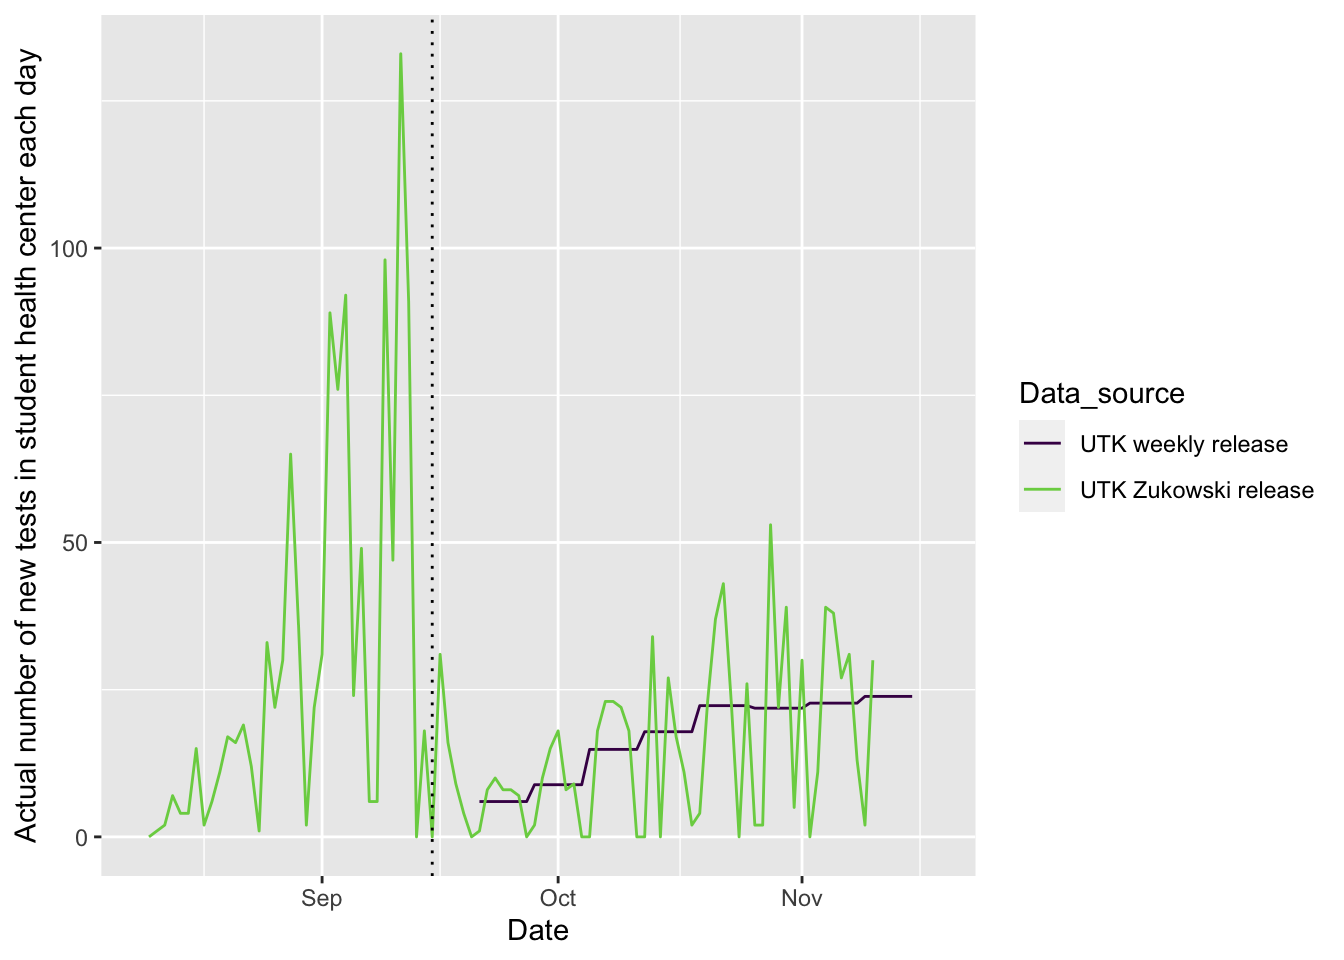 Actual number of new tests in student health center each day
100
50
0
Sep
Oct
Nov
Date
Data_source
UTK weekly release
UTK Zukowski release